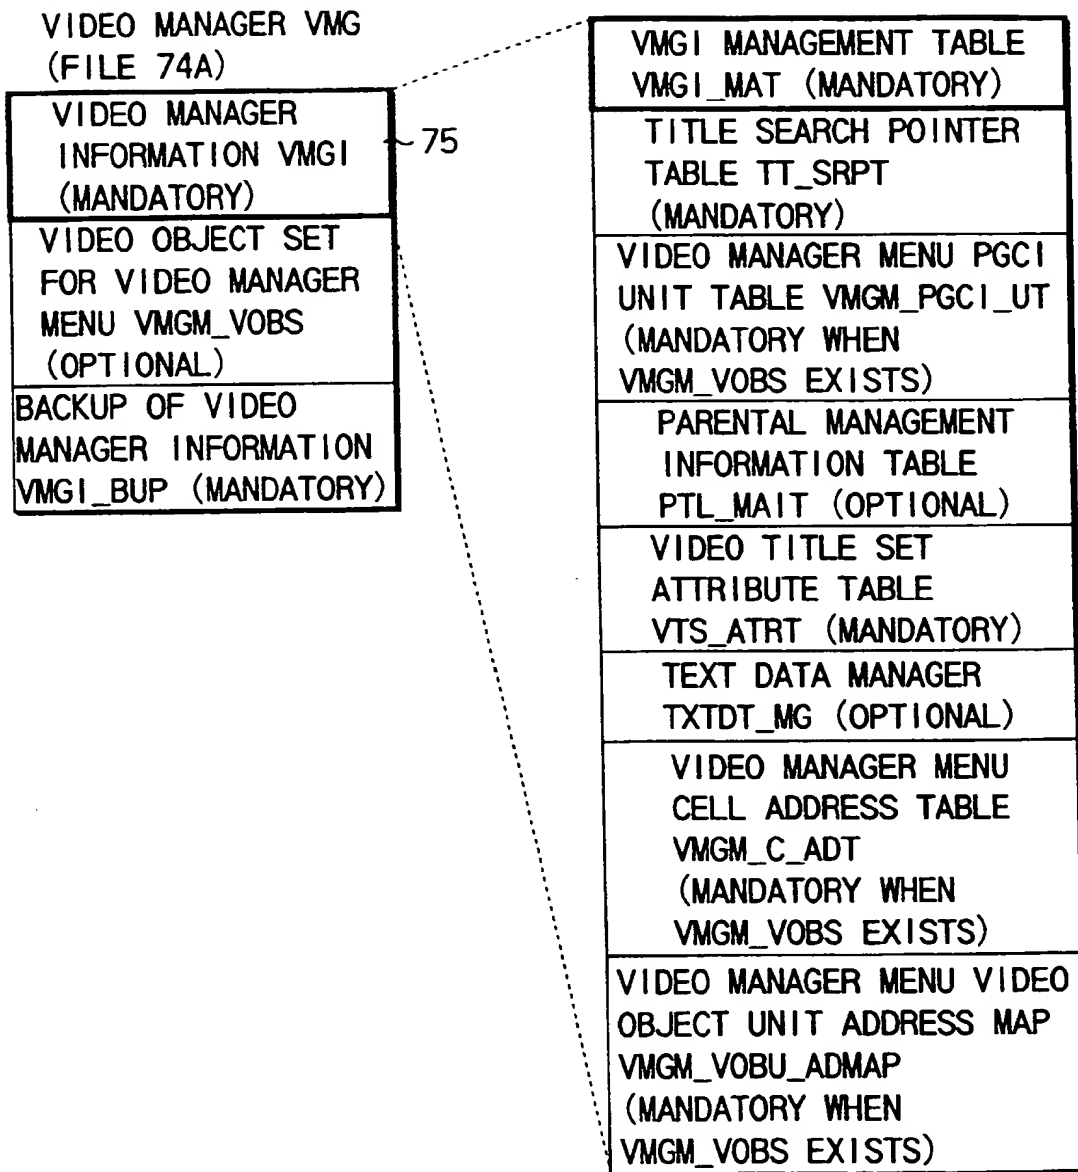 VIDEO MANAGER VMG
(FILE 74A)
VIDEO MANAGER
INFORMATION VMGI
(MANDATORY)
75
VIDEO OBJECT SET
FOR VIDEO MANAGER
MENU VMGM_VOBS
(OPTIONAL)
BACKUP OF VIDEO
MANAGER INFORMATION
VMGI_BUP (MANDATORY)
VMGI MANAGEMENT TABLE
VMGI_MAT (MANDATORY)
TITLE SEARCH POINTER
TABLE TT_SRPT
(MANDATORY)
VIDEO MANAGER MENU PGCI
UNIT TABLE VMGM_PGCI_UT
(MANDATORY WHEN
VMGM_VOBS EXISTS)
PARENTAL MANAGEMENT
INFORMATION TABLE
PTL_MAIT (OPTIONAL)
VIDEO TITLE SET
ATTRIBUTE TABLE
VTS_ATRT (MANDATORY)
TEXT DATA MANAGER
TXTDT_MG (OPTIONAL)
VIDEO MANAGER MENU
CELL ADDRESS TABLE
VMGM_C_ADT
(MANDATORY WHEN
VMGM_VOBS EXISTS)
VIDEO MANAGER MENU VIDEO
OBJECT UNIT ADDRESS MAP
VMGM_VOBU_ADMAP
(MANDATORY WHEN
VMGM_VOBS EXISTS)